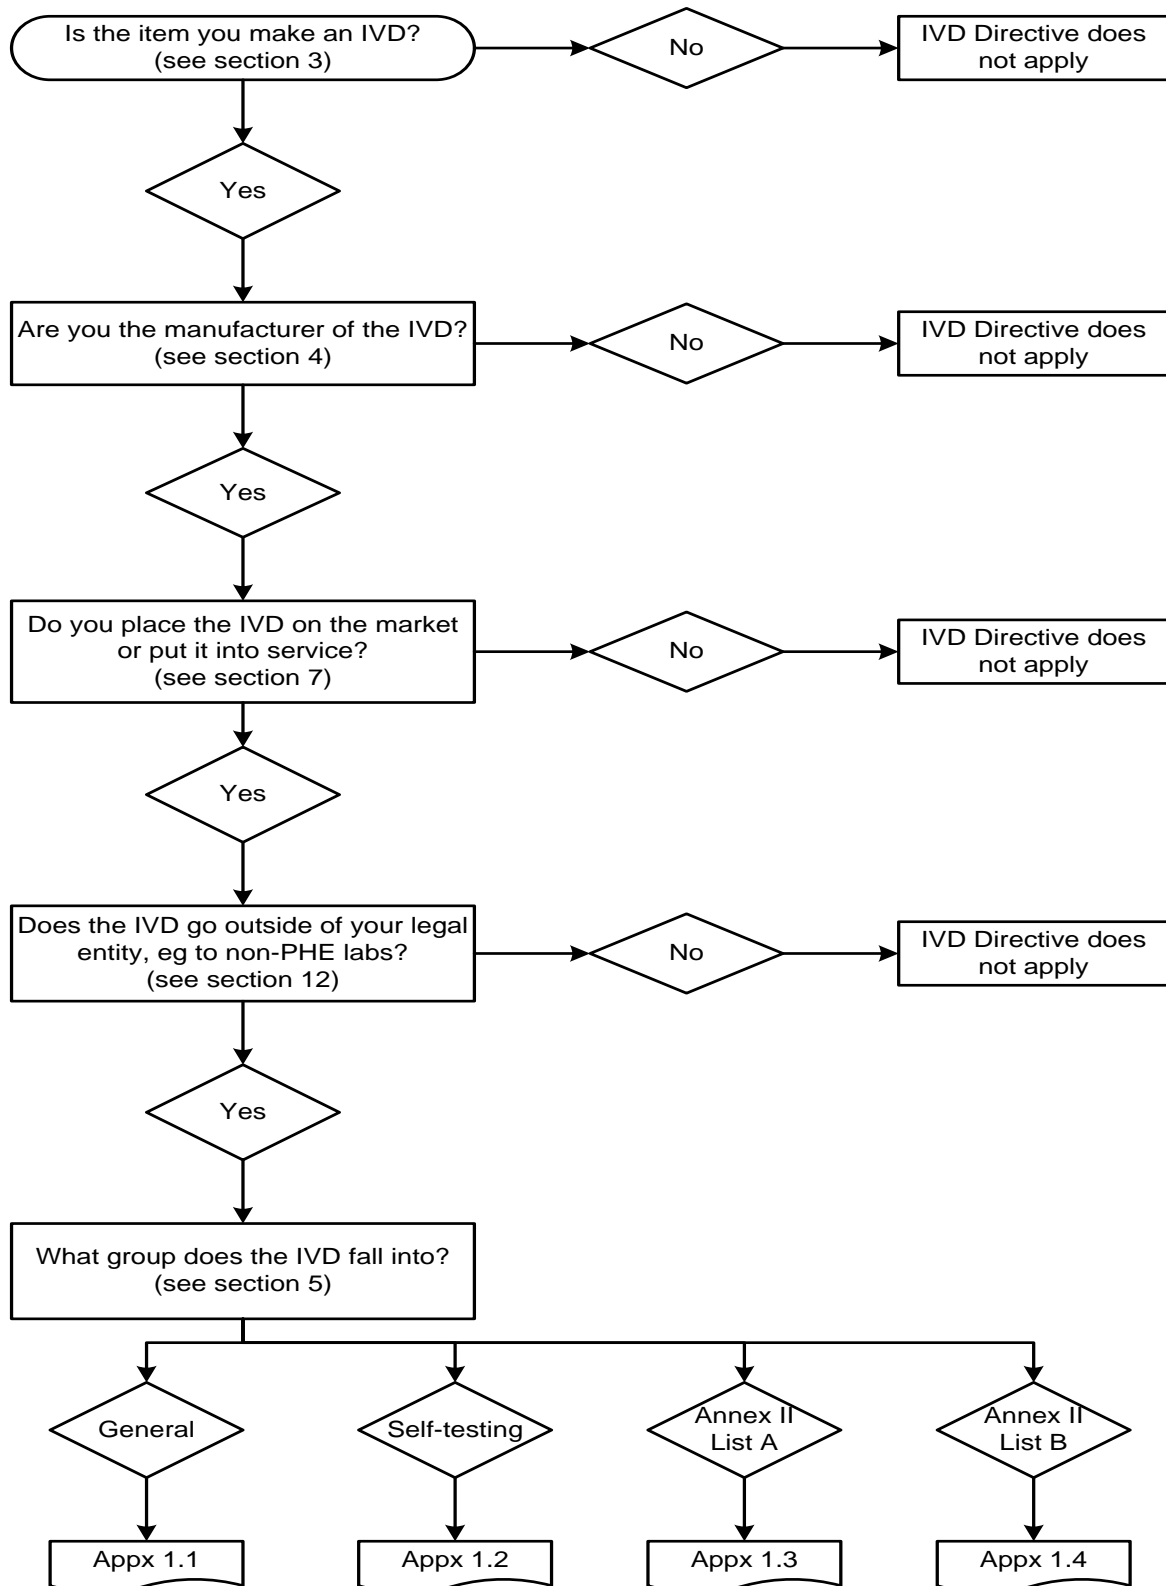 Is the item you make an IVD?
(see section 3)
No
IVD Directive does
not apply
Yes
Are you the manufacturer of the IVD?
(see section 4)
No
IVD Directive does
not apply
Yes
Do you place the IVD on the market
or put it into service?
(see section 7)
No
IVD Directive does
not apply
Yes
Does the IVD go outside of your legal
entity, eg to non-PHE labs?
(see section 12)
No
IVD Directive does
not apply
Yes
What group does the IVD fall into?
(see section 5)
General
Self-testing
Annex II
List A
Annex II
List B
Appx 1.1
Appx 1.2
Appx 1.3
Appx 1.4